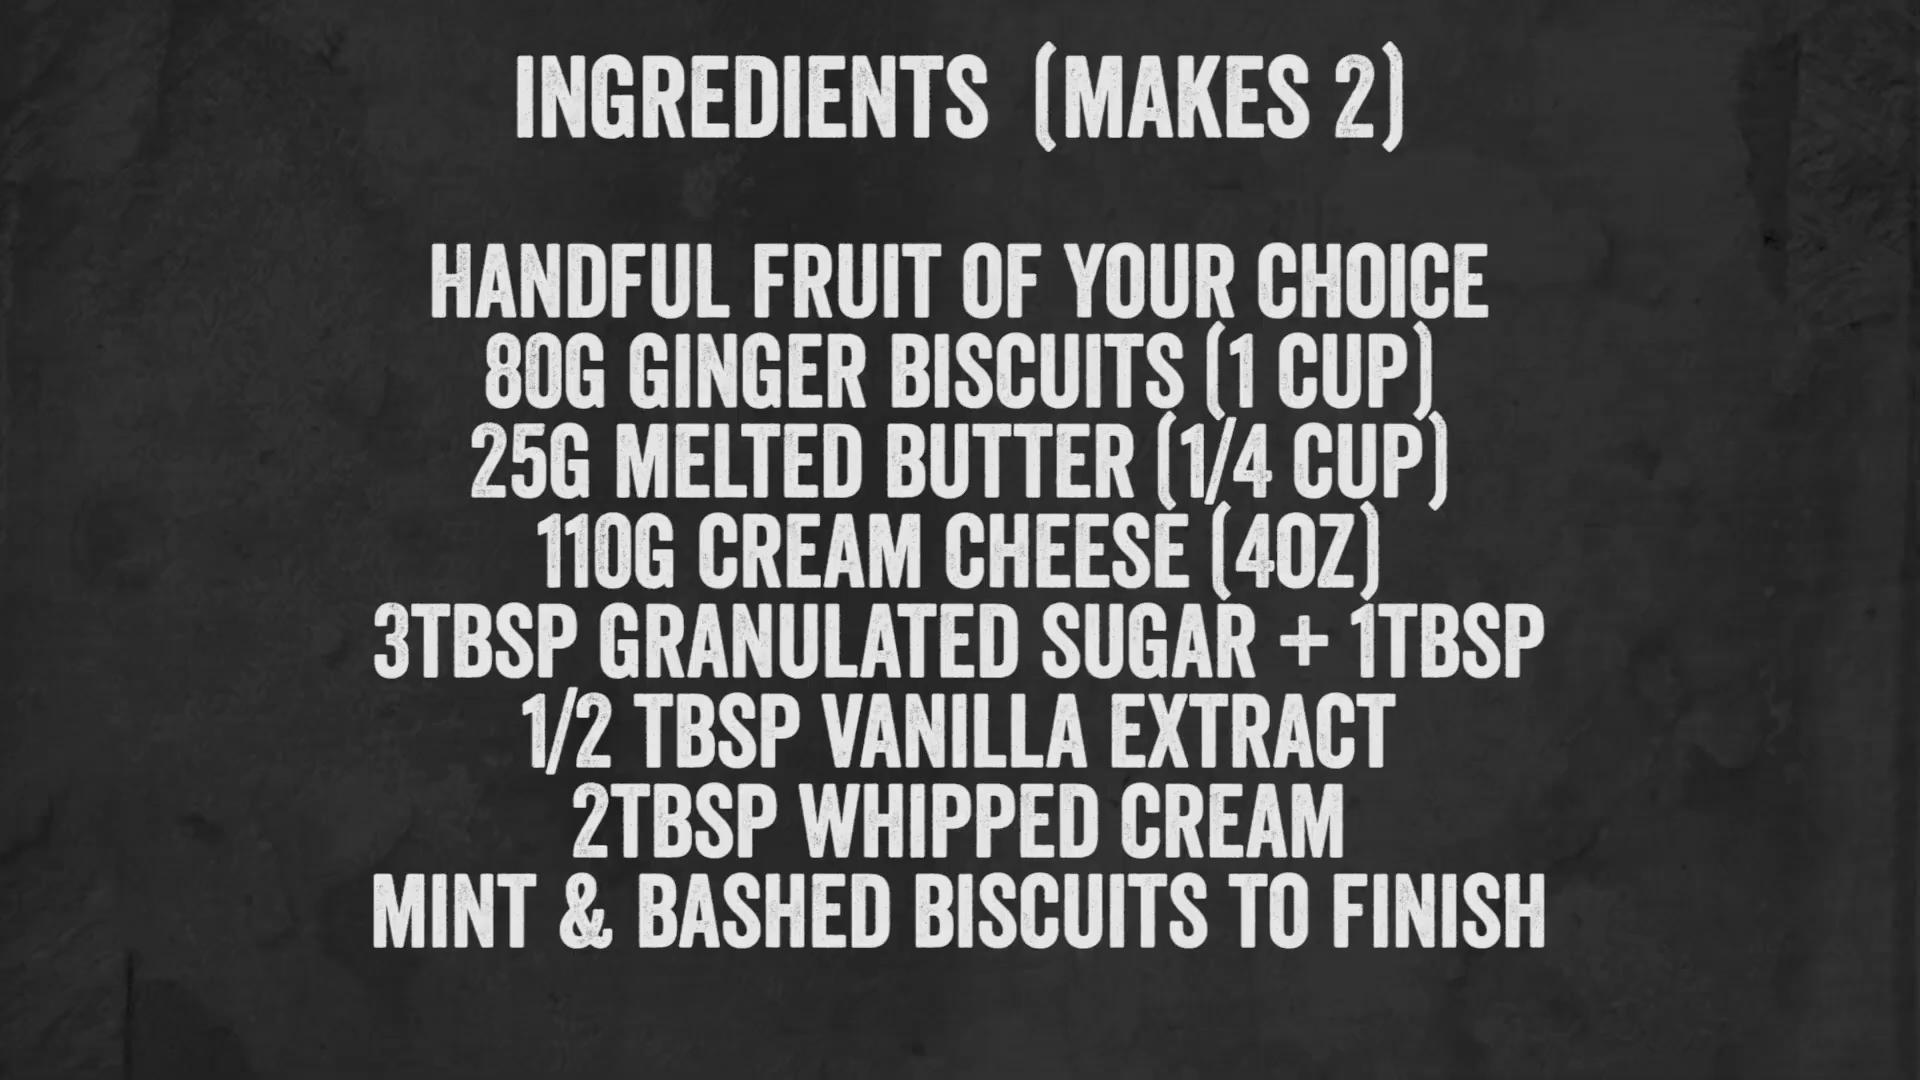 INGREDIENTS (MAKES 2)
HANDFUL FRUIT OF YOUR CHOICE
80G GINGER BISCUITS (1 CUP)
25G MELTED BUTTER (1/4 CUP)
110G CREAM CHEESE (4OZ)
3TBSP GRANULATED SUGAR + 1TBSP
1/2 TBSP VANILLA EXTRACT
2TBSP WHIPPED CREAM
MINT & BASHED BISCUITS TO FINISH